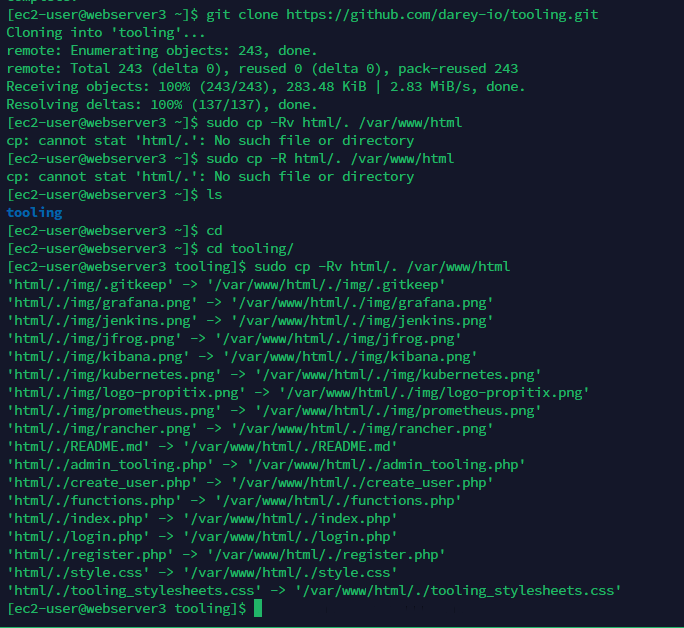 [ec2-user@webserver3 ~]$ git clone https://github.com/darey-io/tooling.git
Cloning into 'tooling'...
remote: Enumerating objects: 243, done.
remote: Total 243 (delta 0), reused 0 (delta 0), pack-reused 243
Receiving objects: 100% (243/243), 283.48 KiB | 2.83 MiB/s, done.
Resolving deltas: 100% (137/137), done.
[ec2-user@webserver3 ~]$ sudo cp -Rv html/. /var/www/html
cp: cannot stat 'html/.': No such file or directory
[ec2-user@webserver3 ~]$ sudo cp -R html/. /var/www/html
cp: cannot stat 'html/.': No such file or directory
[ec2-user@webserver3 ~]$ ls
tooling
[ec2-user@webserver3 ~]$ cd
[ec2-user@webserver3 ~]$ cd tooling/
[ec2-user@webserver3 tooling]$ sudo cp -Rv html/. /var/www/html
'html/./img/.gitkeep' -> '/var/www/html/./img/.gitkeep'
'html/./img/grafana.png' -> '/var/www/html/./img/grafana.png'
'html/./img/jenkins.png' -> '/var/www/html/./img/jenkins.png'
'html/./img/jfrog.png' -> '/var/www/html/./img/jfrog.png'
'html/./img/kibana.png' -> '/var/www/html/./img/kibana.png'
'html/./img/kubernetes.png' -> '/var/www/html/./img/kubernetes.png'
'html/./img/logo-propitix.png' -> '/var/www/html/./img/logo-propitix.png'
'html/./img/prometheus.png' -> '/var/www/html/./img/prometheus.png'
'html/./img/rancher.png' -> '/var/www/html/./img/rancher.png'
'html/./README.md' -> '/var/www/html/./README.md'
'html/./admin_tooling.php' -> '/var/www/html/./admin_tooling.php'
'html/./create_user.php' -> '/var/www/html/./create_user.php'
'html/./functions.php' -> '/var/www/html/./functions.php'
'html/./index.php' -> '/var/www/html/./index.php'
'html/./login.php' -> '/var/www/html/./login.php'
'html/./register.php' -> '/var/www/html/./register.php'
'html/./style.css' -> '/var/www/html/./style.css'
'html/./tooling_stylesheets.css' -> '/var/www/html/./tooling_stylesheets.css'
[ec2-user@webserver3 tooling]$